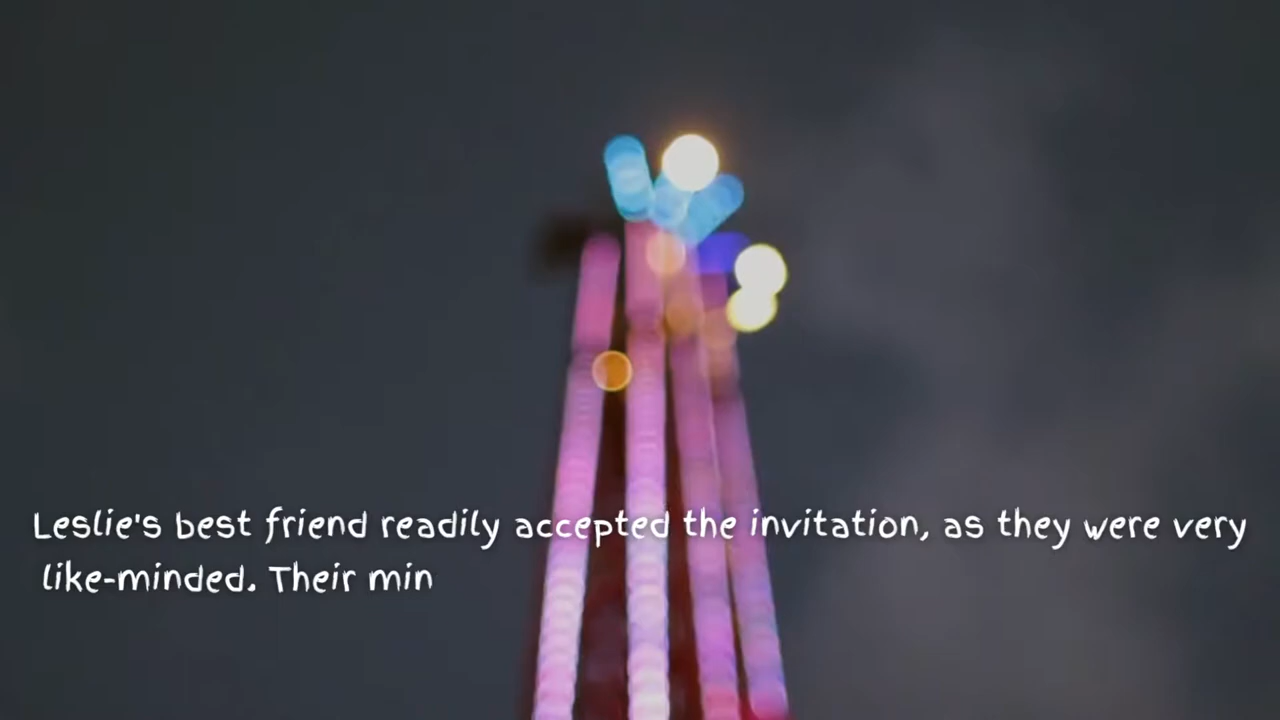 Leslie's best friend readily accepted the invitation, as they were very
like-minded. Their min